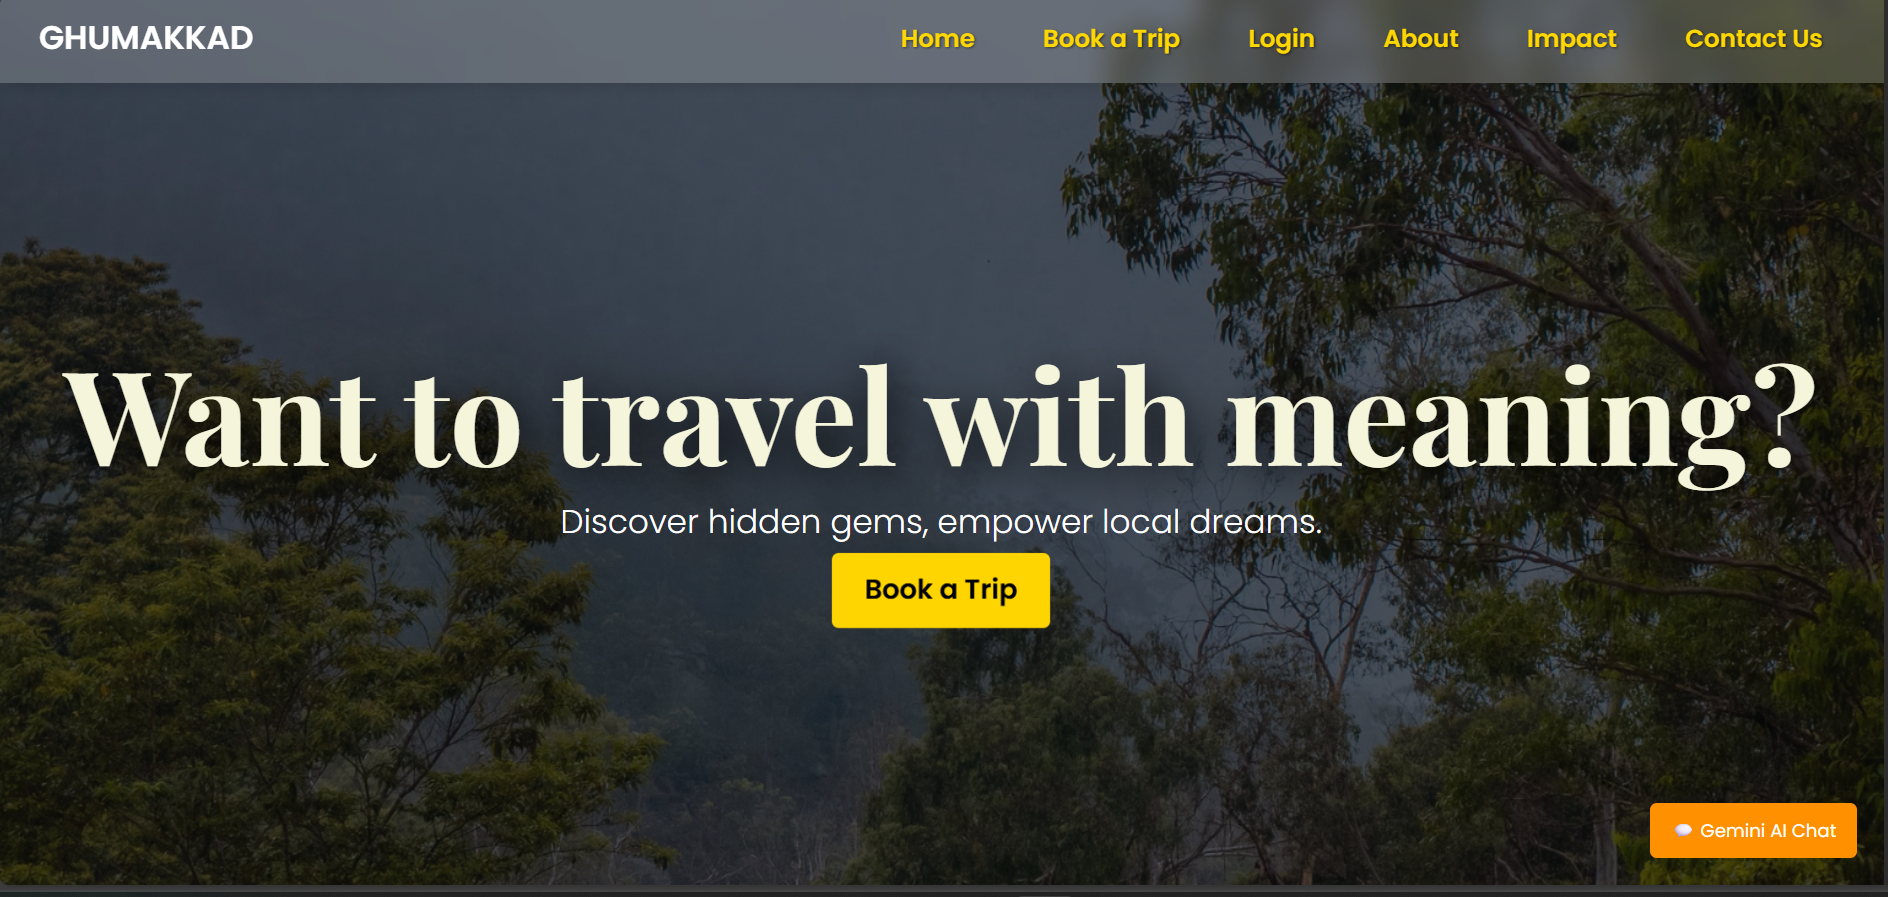 GHUMAKKAD
Home Book a Trip Login About Impact Contact Us
Want to travel with meaning?
Discover hidden gems, empower local dreams.
Book a Trip
Gemini AI Chat